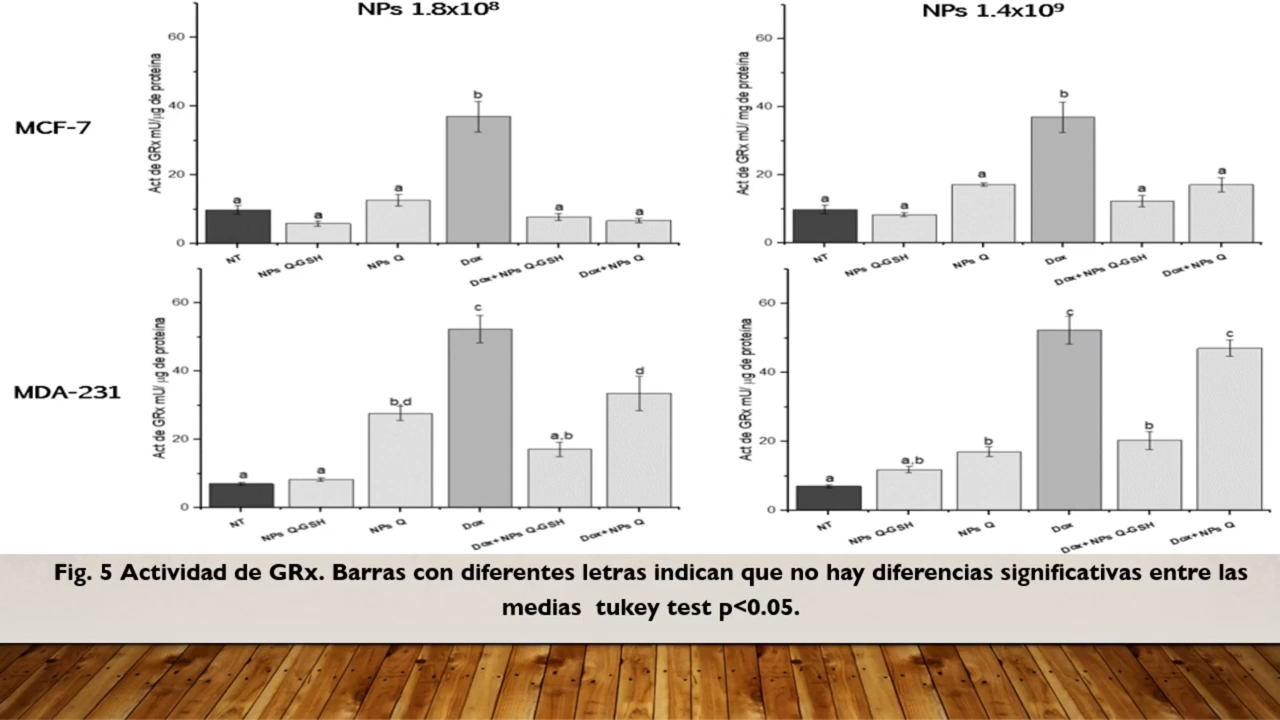 NPs 1.8x10⁸
NPs 1.4x10⁹
MCF-7
Act de GRx mU/µg de proteína
60
40
20
0
a
a
a
b
a
a
NT
NPs Q-GSH
NPs Q
Dox
Dox+NPs Q-GSH
Dox+NPs Q
Act de GRx mU/ mg de proteína
60
40
20
0
a
a
a
b
a
a
NT
NPs Q-GSH
NPs Q
Dox
Dox+NPs Q-GSH
Dox+NPs Q
MDA-231
Act de GRx mU/ µg de proteína
60
40
20
0
a
a
b,d
c
a,b
d
NT
NPs Q-GSH
NPs Q
Dox
Dox+NPs Q-GSH
Dox+NPs Q
Act de GRx mU/ µg de proteína
60
40
20
0
a
a,b
b
c
b
c
NT
NPs Q-GSH
NPs Q
Dox
Dox+NPs Q-GSH
Dox+NPs Q
Fig. 5 Actividad de GRx. Barras con diferentes letras indican que no hay diferencias significativas entre las
medias tukey test p<0.05.